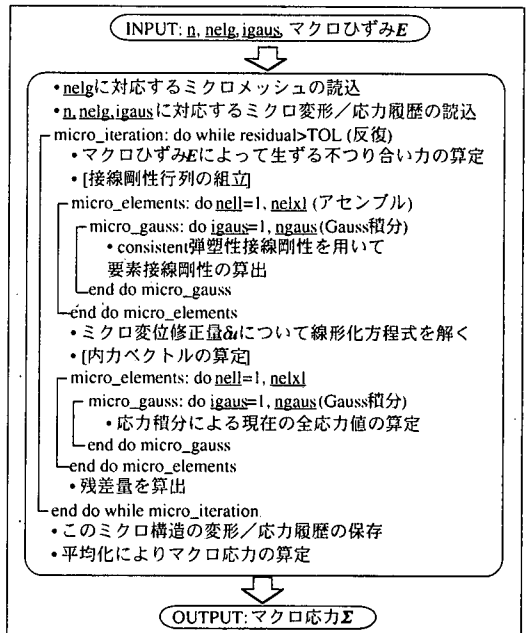 INPUT: n, nelg, igaus, マクロひずみE
• nelgに対応するミクロメッシュの読込
• n, nelg, igausに対応するミクロ変形／応力履歴の読込
micro_iteration: do while residual>TOL (反復)
• マクロひずみEによって生ずる不つり合い力の算定
• [接線剛性行列の組立]
micro_elements: do nell=1, nelxl (アセンブル)
micro_gauss: do igaus=1, ngaus(Gauss積分)
• consistent弾塑性接線剛性を用いて
要素接線剛性の算出
end do micro_gauss
end do micro_elements
• ミクロ変位修正量δuについて線形化方程式を解く
• [内力ベクトルの算定]
micro_elements: do nell=1, nelxl
micro_gauss: do igaus=1, ngaus(Gauss積分)
• 応力積分による現在の全応力値の算定
end do micro_gauss
end do micro_elements
• 残差量を算出
end do while micro_iteration
• このミクロ構造の変形／応力履歴の保存
• 平均化によりマクロ応力の算定
OUTPUT: マクロ応力Σ